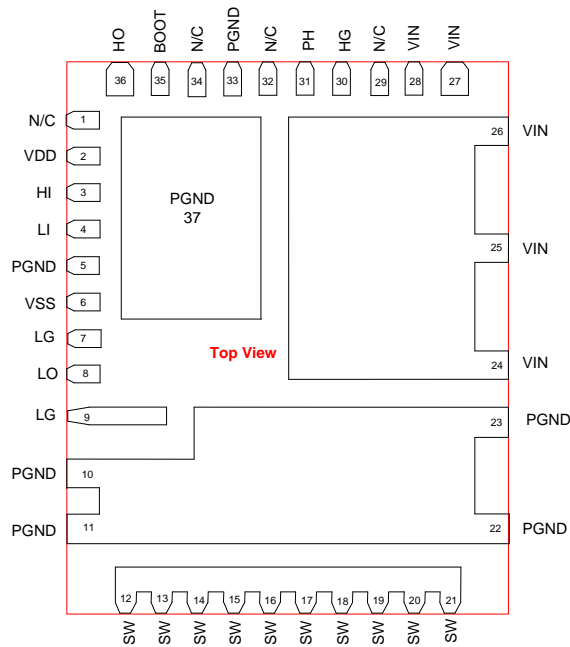 HO BOOT N/C PGND N/C PH HG N/C VIN VIN
36 35 34 33 32 31 30 29 28 27
N/C 1
VDD 2
HI 3
LI 4
PGND 5
VSS 6
LG 7
LO 8
LG 9
PGND 10
PGND 11
PGND
37
Top View
26 VIN
25 VIN
24 VIN
23 PGND
22 PGND
12 13 14 15 16 17 18 19 20 21
SW SW SW SW SW SW SW SW SW SW